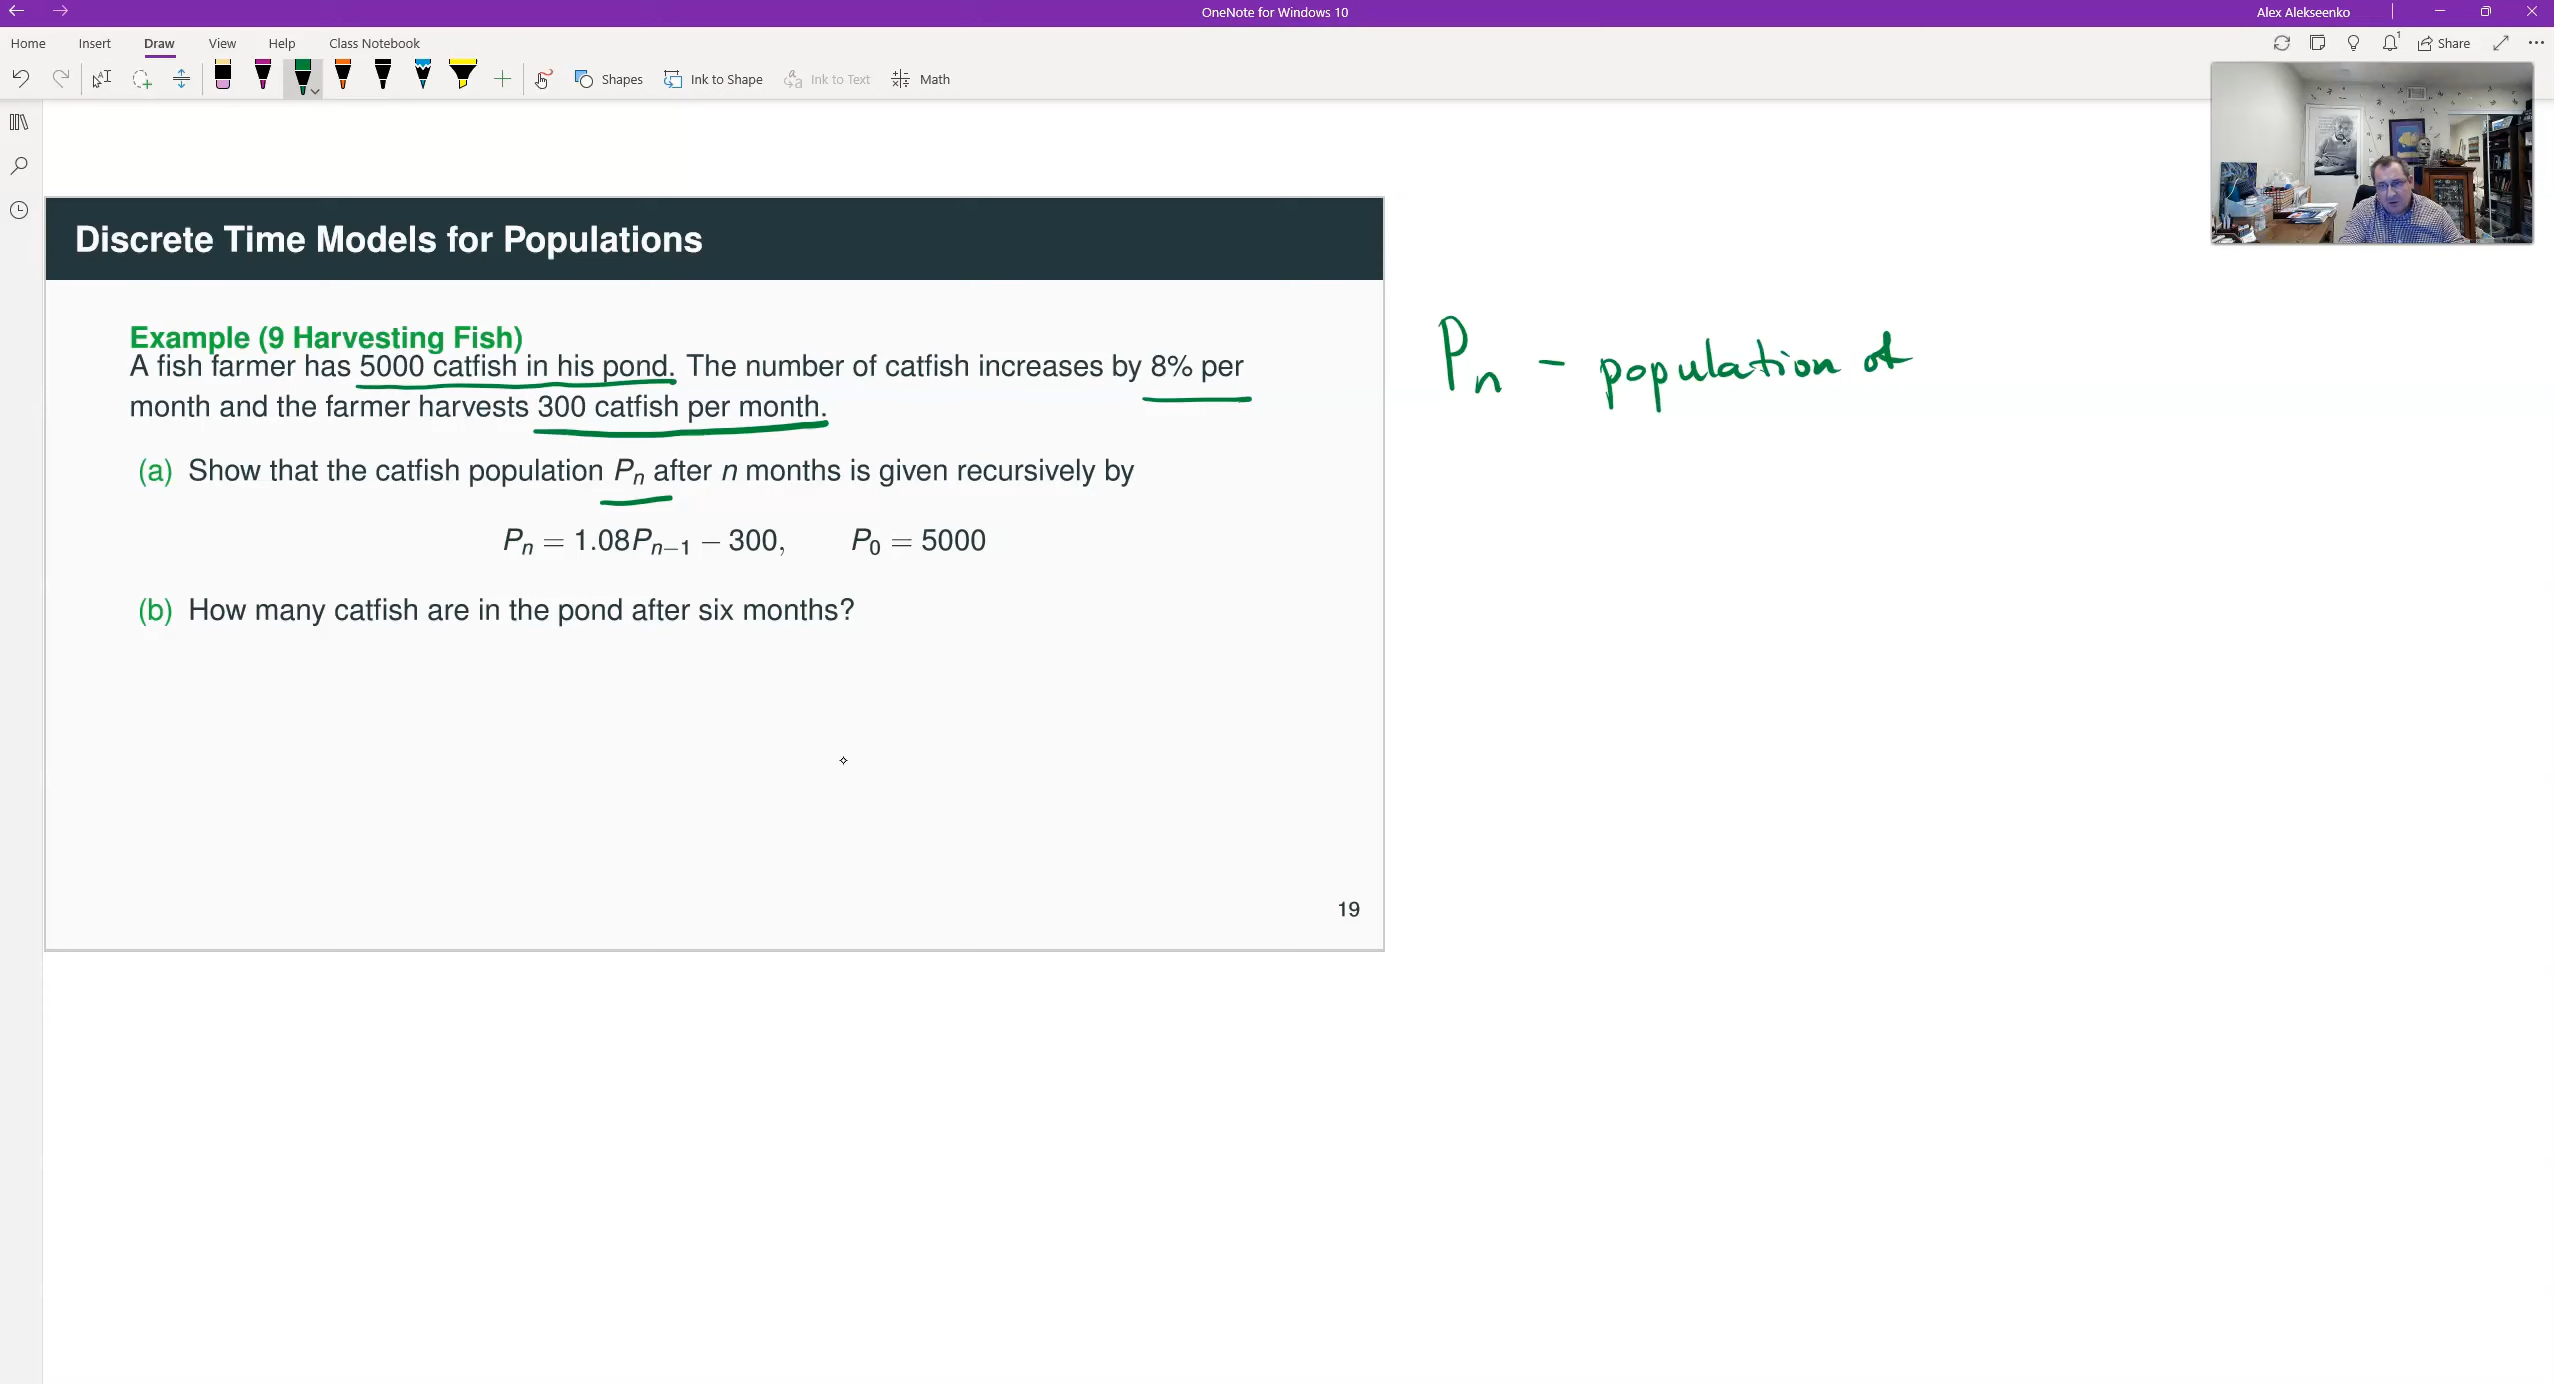 OneNote for Windows 10
Alex Alekseenko
Home Insert Draw View Help Class Notebook
1 Share
Shapes Ink to Shape Ink to Text Math
Discrete Time Models for Populations
Example (9 Harvesting Fish)
A fish farmer has 5000 catfish in his pond. The number of catfish increases by 8% per
month and the farmer harvests 300 catfish per month.
(a) Show that the catfish population Pₙ after n months is given recursively by
Pₙ = 1.08Pₙ₋₁ − 300, P₀ = 5000
(b) How many catfish are in the pond after six months?
19
Pₙ - population of